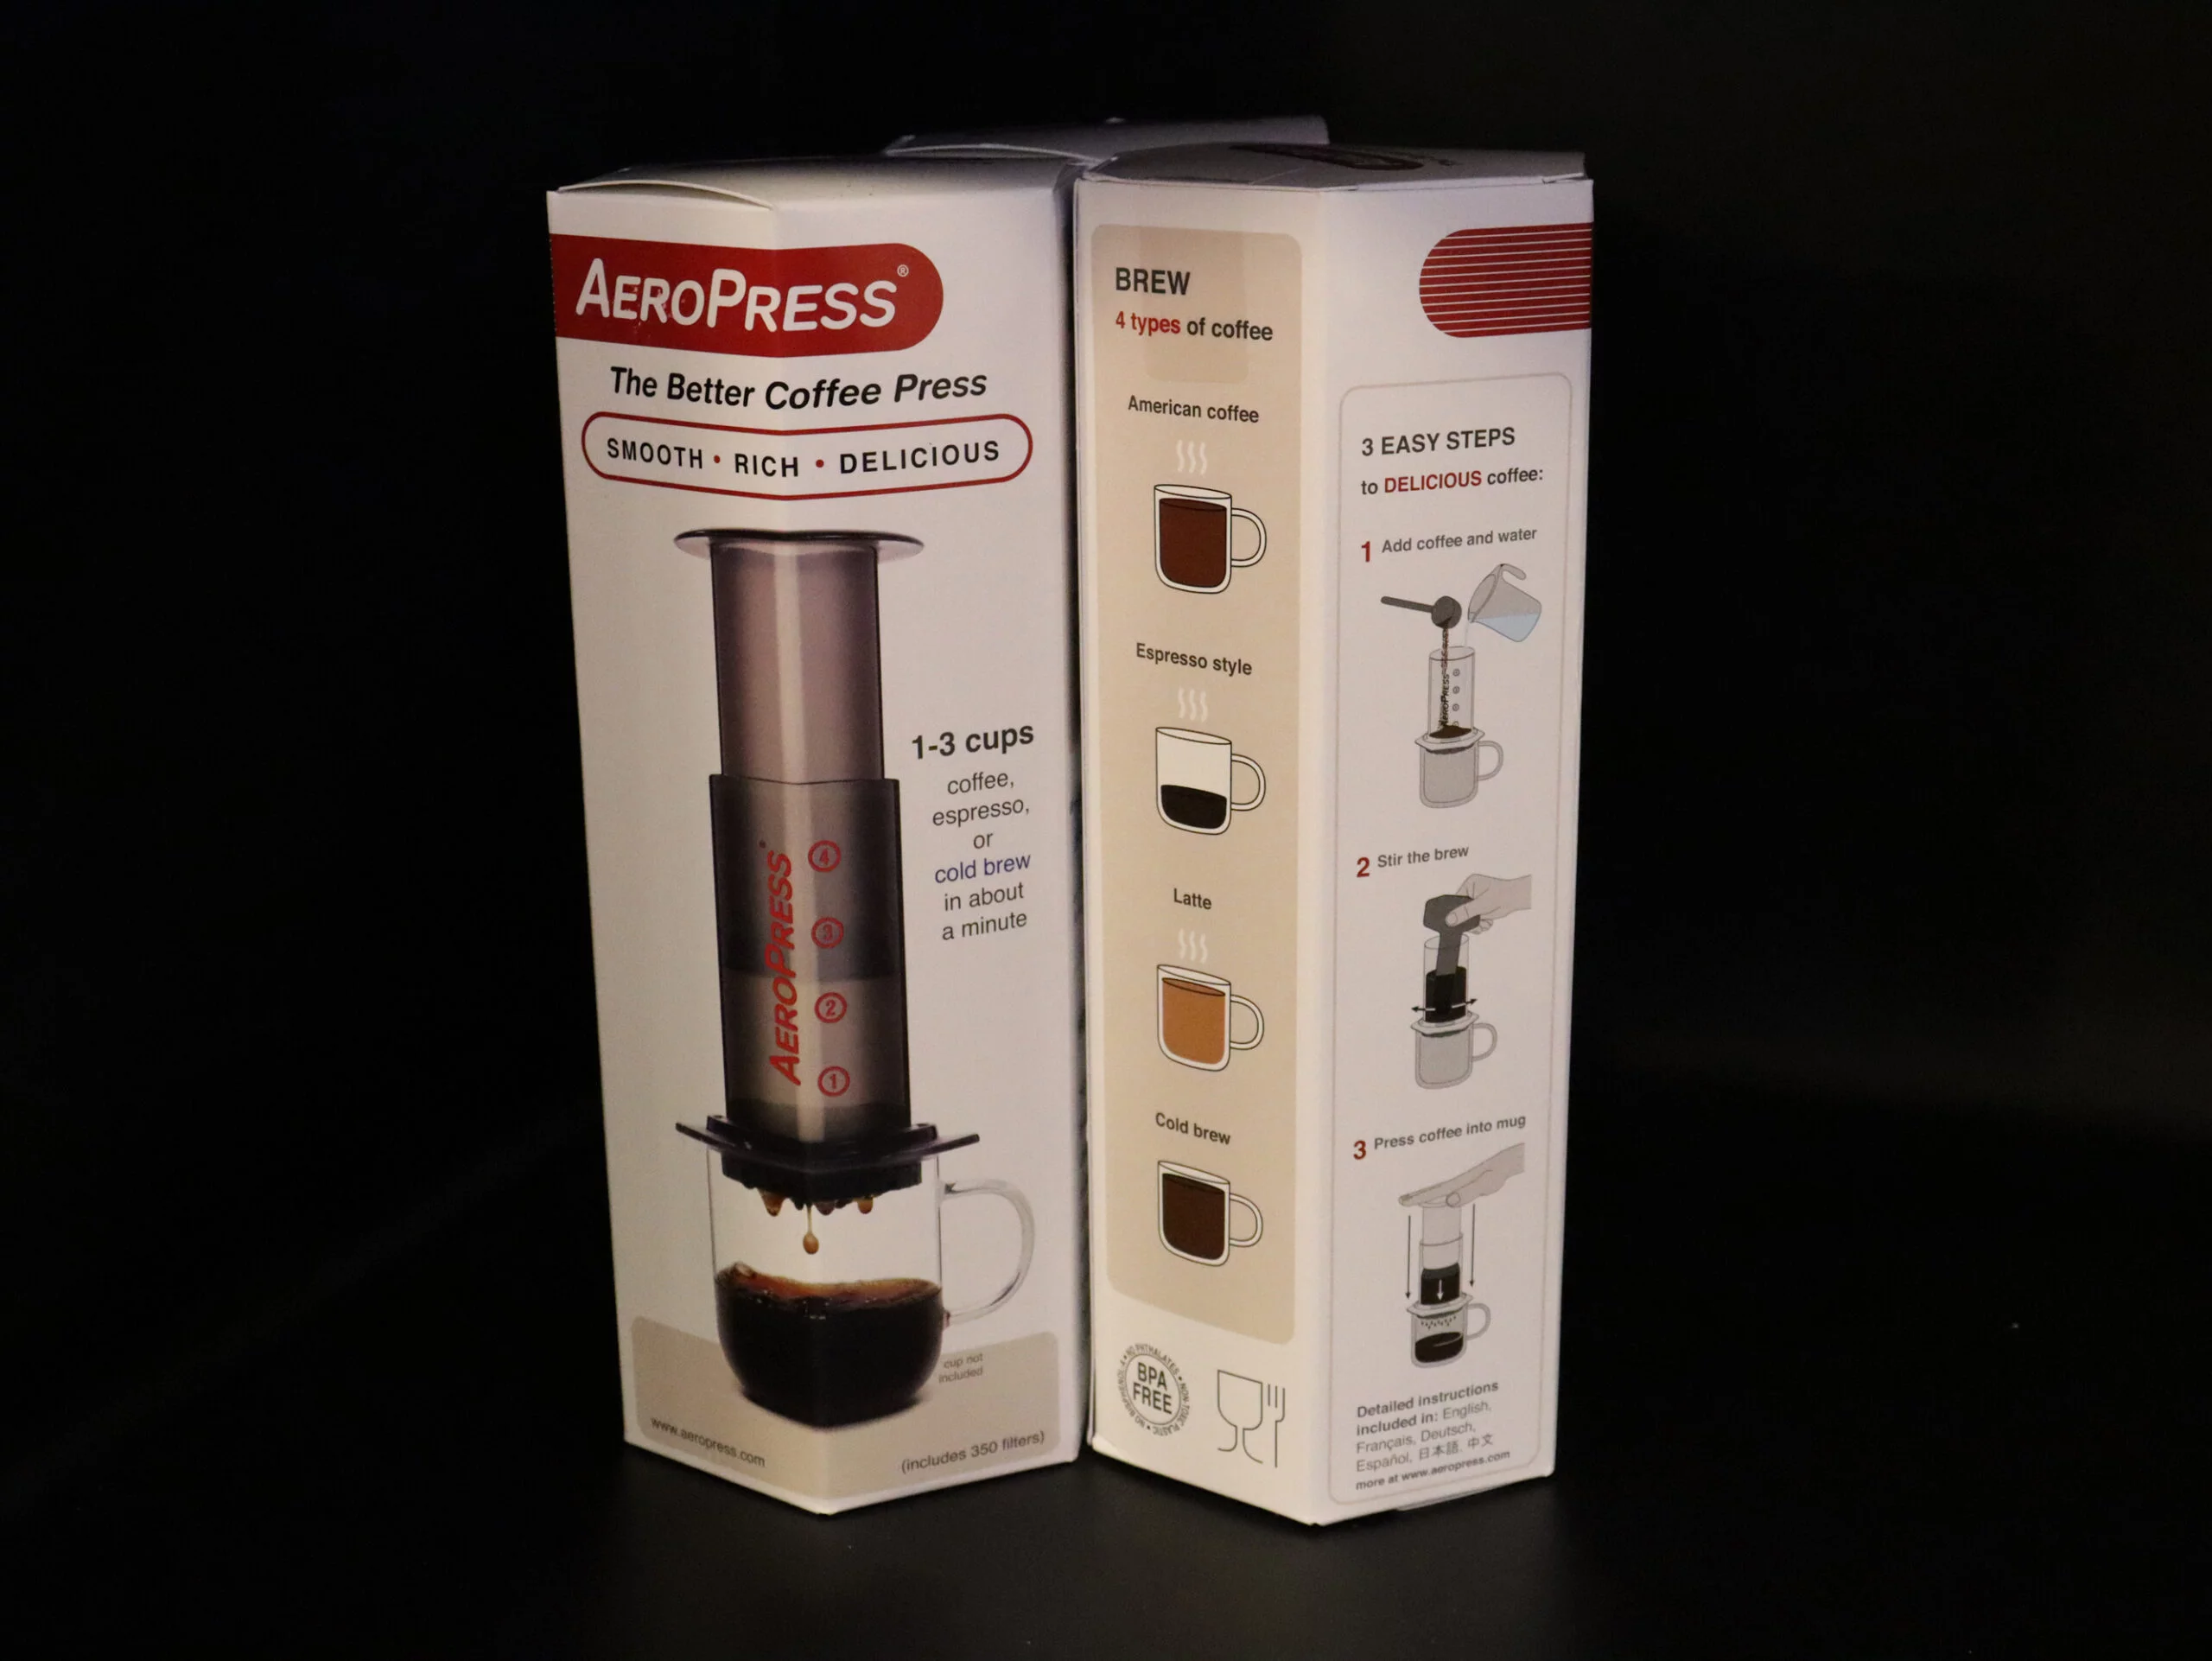 AEROPRESS®
The Better Coffee Press
SMOOTH • RICH • DELICIOUS
1-3 cups
coffee,
espresso,
or
cold brew
in about
a minute
AEROPRESS
4
3
2
1
cup not
included
www.aeropress.com
(includes 350 filters)
BREW
4 types of coffee
American coffee
Espresso style
Latte
Cold brew
BPA
FREE
3 EASY STEPS
to DELICIOUS coffee:
1 Add coffee and water
AEROPRESS
2 Stir the brew
3 Press coffee into mug
Detailed instructions
included in: English,
Français, Deutsch,
Español, 日本語, 中文
more at www.aeropress.com